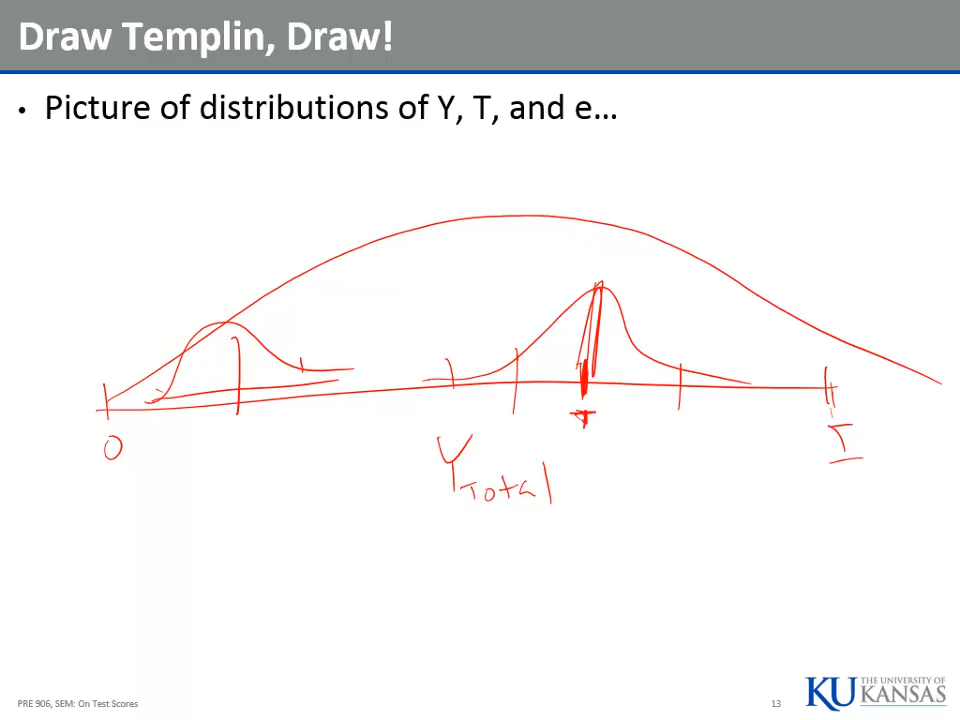 Draw Templin, Draw!
• Picture of distributions of Y, T, and e…
T
0
I
Y Total
PRE 906, SEM: On Test Scores
13
KU THE UNIVERSITY OF KANSAS